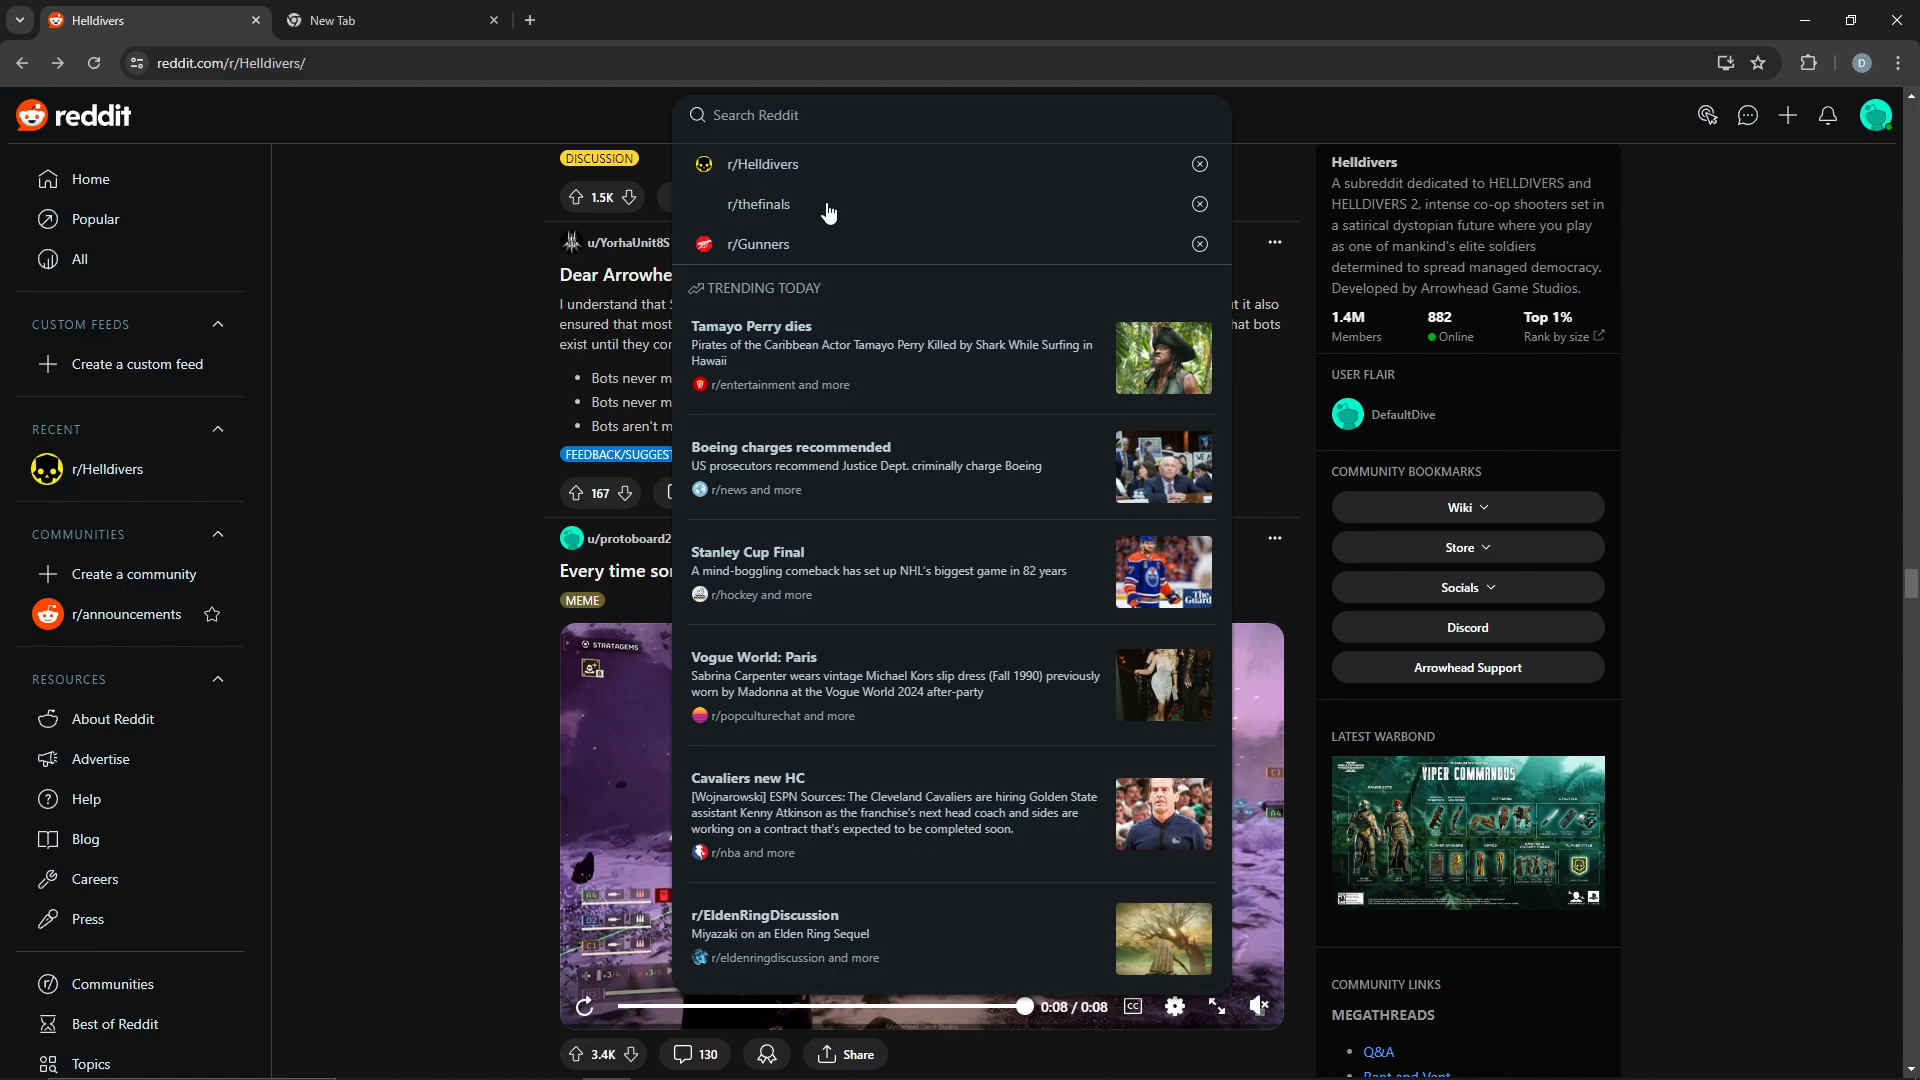 Helldivers
New Tab
reddit.com/r/Helldivers/
D
reddit
Search Reddit
Home
Popular
All
CUSTOM FEEDS
Create a custom feed
RECENT
r/Helldivers
COMMUNITIES
Create a community
r/announcements
RESOURCES
About Reddit
Advertise
Help
Blog
Careers
Press
Communities
Best of Reddit
Topics
DISCUSSION
1.5K
u/YorhaUnit8S
Dear Arrowhe
I understand that
ensured that most
exist until they
it also
hat bots
Bots never m
Bots never m
Bots aren't m
FEEDBACK/SUGGEST
167
u/protoboard2
Every time
MEME
STRATAGEMS
0:08 / 0:08
CC
3.4K
130
Share
r/Helldivers
r/thefinals
r/Gunners
TRENDING TODAY
Tamayo Perry dies
Pirates of the Caribbean Actor Tamayo Perry Killed by Shark While Surfing in
Hawaii
r/entertainment and more
Boeing charges recommended
US prosecutors recommend Justice Dept. criminally charge Boeing
r/news and more
Stanley Cup Final
A mind-boggling comeback has set up NHL's biggest game in 82 years
r/hockey and more
The
Guard
Vogue World: Paris
Sabrina Carpenter wears vintage Michael Kors slip dress (Fall 1990) previously
worn by Madonna at the Vogue World 2024 after-party
r/popculturechat and more
Cavaliers new HC
[Wojnarowski] ESPN Sources: The Cleveland Cavaliers are hiring Golden State
assistant Kenny Atkinson as the franchise's next head coach and sides are
working on a contract that's expected to be completed soon.
r/nba and more
r/EldenRingDiscussion
Miyazaki on an Elden Ring Sequel
r/eldenringdiscussion and more
Helldivers
A subreddit dedicated to HELLDIVERS and
HELLDIVERS 2, intense co-op shooters set in
a satirical dystopian future where you play
as one of mankind's elite soldiers
determined to spread managed democracy.
Developed by Arrowhead Game Studios.
1.4M 882 Top 1%
Members Online Rank by size
USER FLAIR
DefaultDive
COMMUNITY BOOKMARKS
Wiki
Store
Socials
Discord
Arrowhead Support
LATEST WARBOND
VIPER COMMANDOS
COMMUNITY LINKS
MEGATHREADS
Q&A
Rant and Vent